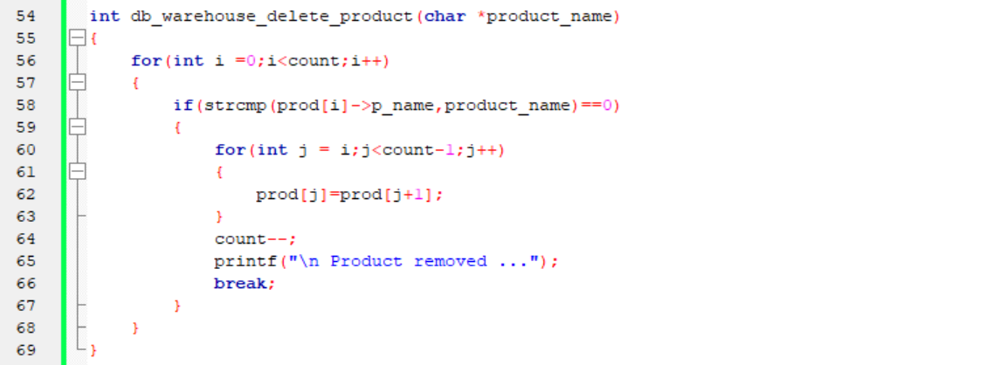 54 int db_warehouse_delete_product(char *product_name)
55 {
56 for(int i =0;i<count;i++)
57 {
58 if(strcmp(prod[i]->p_name,product_name)==0)
59 {
60 for(int j = i;j<count-1;j++)
61 {
62 prod[j]=prod[j+1];
63 }
64 count--;
65 printf("\n Product removed ...");
66 break;
67 }
68 }
69 }